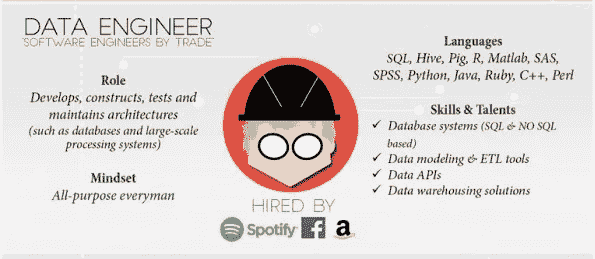 DATA ENGINEER
"SOFTWARE ENGINEERS BY TRADE"
Role
Develops, constructs, tests and
maintains architectures
(such as databases and large-scale
processing systems)
Mindset
All-purpose everyman
Languages
SQL, Hive, Pig, R, Matlab, SAS,
SPSS, Python, Java, Ruby, C++, Perl
Skills & Talents
✓ Database systems (SQL & NO SQL
based)
✓ Data modeling & ETL tools
✓ Data APIs
✓ Data warehousing solutions
HIRED BY
Spotify f a